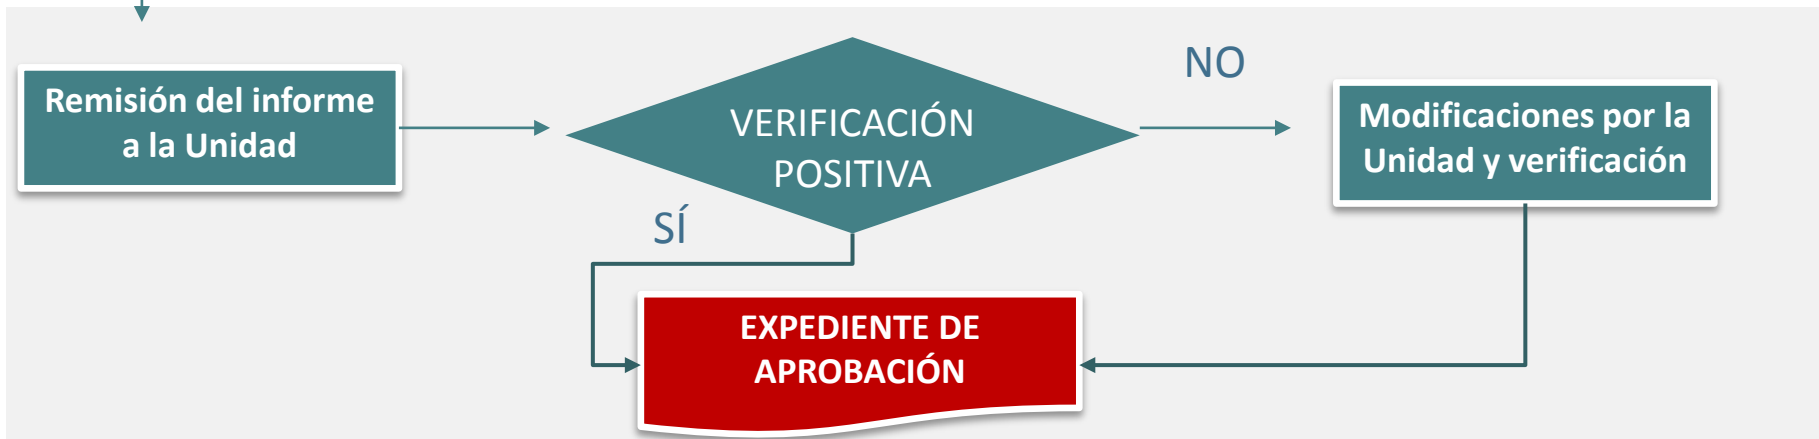 Remisión del informe
a la Unidad
VERIFICACIÓN
POSITIVA
NO
Modificaciones por la
Unidad y verificación
SÍ
EXPEDIENTE DE
APROBACIÓN